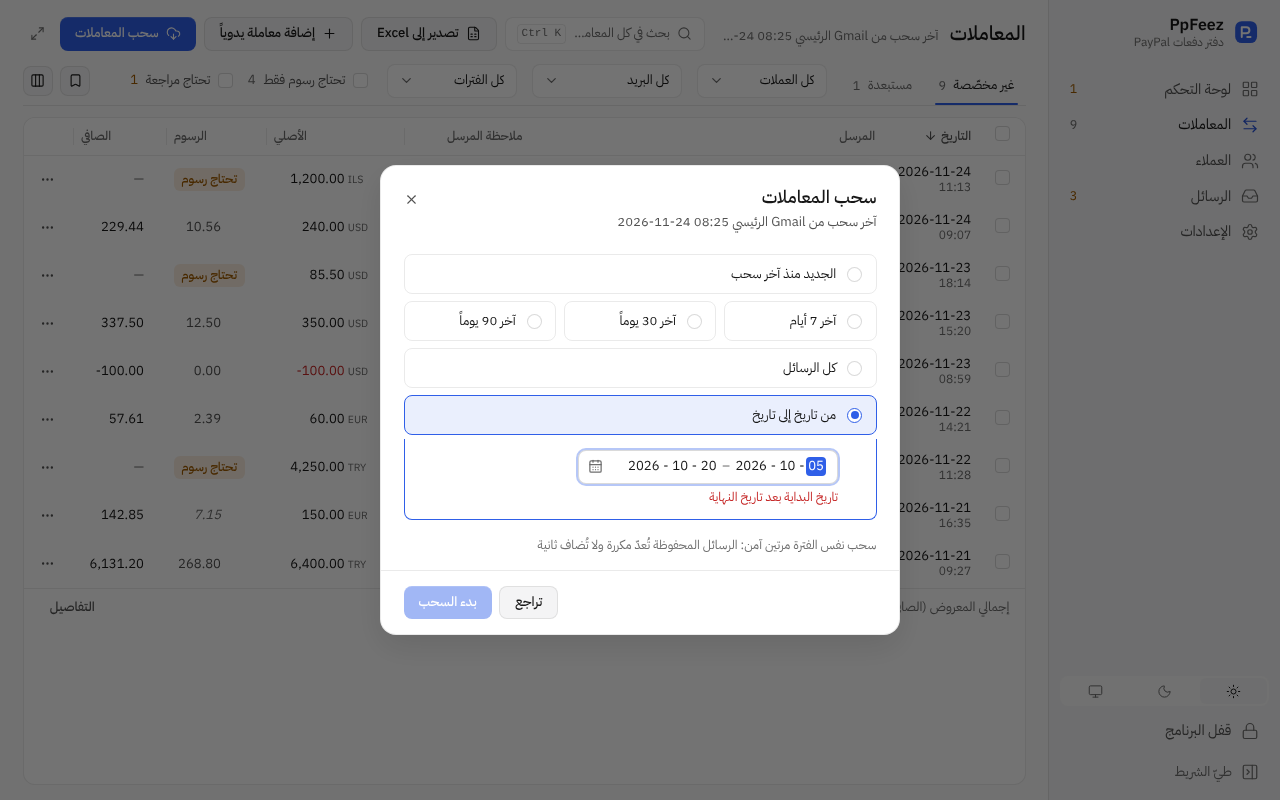 PpFeez
دفتر دفعات PayPal
لوحة التحكم 1
المعاملات 9
العملاء
الرسائل 3
الإعدادات
قفل البرنامج
طيّ الشريط
المعاملات
آخر سحب من Gmail الرئيسي 08:25 24-...
بحث في كل المعامد... Ctrl K
تصدير إلى Excel
إضافة معاملة يدوياً
سحب المعاملات
غير مخصّصة 9
مستبعدة 1
كل العملات
كل البريد
كل الفترات
تحتاج رسوم فقط 4
تحتاج مراجعة 1
التاريخ
المرسل
ملاحظة المرسل
الأصلي
الرسوم
الصافي
2026-11-24
11:13
1,200.00 ILS
تحتاج رسوم
—
2026-11-24
09:07
240.00 USD
10.56
229.44
2026-11-23
18:14
85.50 USD
تحتاج رسوم
—
2026-11-23
15:20
350.00 USD
12.50
337.50
2026-11-23
08:59
-100.00 USD
0.00
-100.00
2026-11-22
14:21
60.00 EUR
2.39
57.61
2026-11-22
11:28
4,250.00 TRY
تحتاج رسوم
—
2026-11-21
16:35
150.00 EUR
7.15
142.85
2026-11-21
09:27
6,400.00 TRY
268.80
6,131.20
إجمالي المعروض
التفاصيل
سحب المعاملات
آخر سحب من Gmail الرئيسي 08:25 24-11-2026
الجديد منذ آخر سحب
آخر 7 أيام
آخر 30 يوماً
آخر 90 يوماً
كل الرسائل
من تاريخ إلى تاريخ
2026 - 10 - 20 – 2026 - 10 - 05
تاريخ البداية بعد تاريخ النهاية
سحب نفس الفترة مرتين آمن: الرسائل المحفوظة تُعدّ مكررة ولا تُضاف ثانية
تراجع
بدء السحب